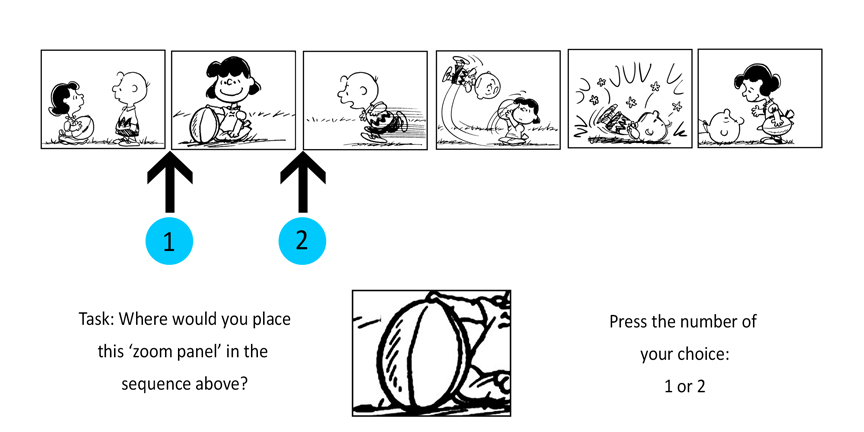 1
2
Task: Where would you place
this ‘zoom panel’ in the
sequence above?
Press the number of
your choice:
1 or 2